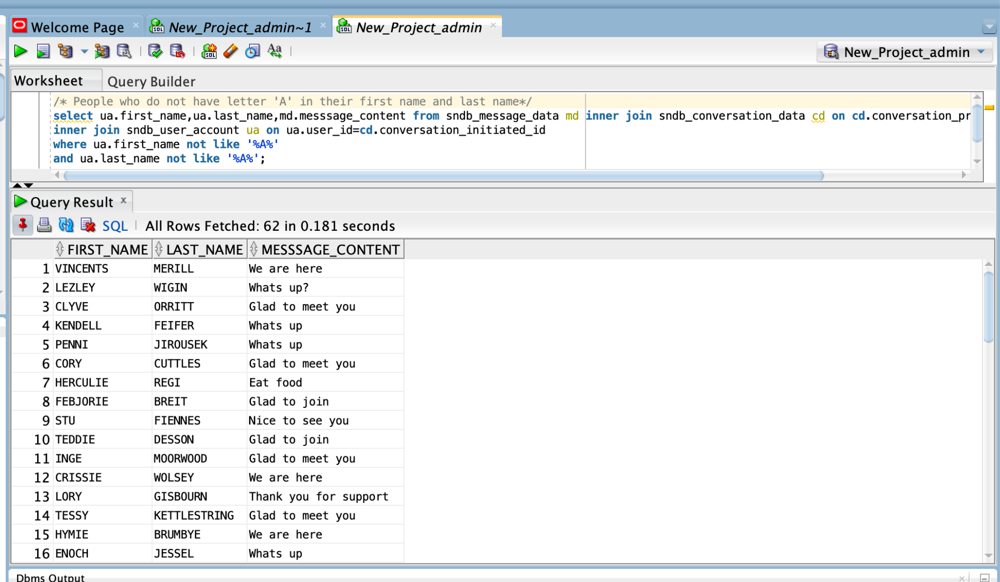 Welcome Page
New_Project_admin~1
New_Project_admin
New_Project_admin
Worksheet
Query Builder
/* People who do not have letter 'A' in their first name and last name*/
select ua.first_name,ua.last_name,md.messsage_content from sndb_message_data md inner join sndb_conversation_data cd on cd.conversation_pr
inner join sndb_user_account ua on ua.user_id=cd.conversation_initiated_id
where ua.first_name not like '%A%'
and ua.last_name not like '%A%';
Query Result
SQL | All Rows Fetched: 62 in 0.181 seconds
FIRST_NAME LAST_NAME MESSSAGE_CONTENT
1 VINCENTS MERILL We are here
2 LEZLEY WIGIN Whats up?
3 CLYVE ORRITT Glad to meet you
4 KENDELL FEIFER Whats up
5 PENNI JIROUSEK Whats up
6 CORY CUTTLES Glad to meet you
7 HERCULIE REGI Eat food
8 FEBJORIE BREIT Glad to join
9 STU FIENNES Nice to see you
10 TEDDIE DESSON Glad to join
11 INGE MOORWOOD Glad to meet you
12 CRISSIE WOLSEY We are here
13 LORY GISBOURN Thank you for support
14 TESSY KETTLESTRING Glad to meet you
15 HYMIE BRUMBYE We are here
16 ENOCH JESSEL Whats up
Dbms Output